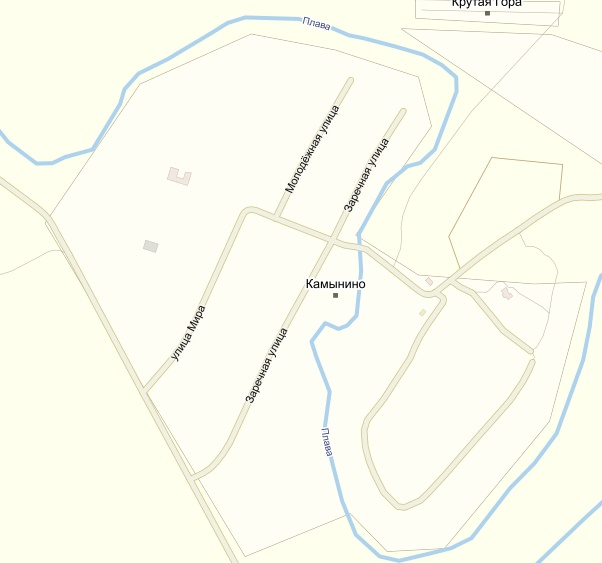 Крутая Гора
Плава
Молодёжная улица
Заречная улица
Камынино
улица Мира
Заречная улица
Плава